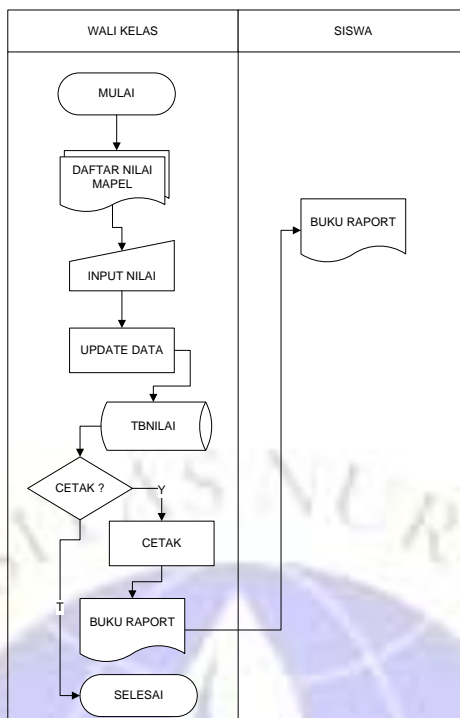 WALI KELAS
SISWA
MULAI
DAFTAR NILAI
MAPEL
BUKU RAPORT
INPUT NILAI
UPDATE DATA
TBNILAI
CETAK ?
Y
CETAK
T
BUKU RAPORT
SELESAI